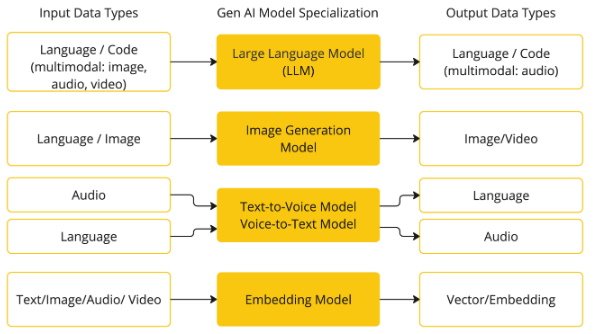 Input Data Types
Gen AI Model Specialization
Output Data Types
Language / Code
(multimodal: image,
audio, video)
Large Language Model
(LLM)
Language / Code
(multimodal: audio)
Language / Image
Image Generation
Model
Image/Video
Audio
Language
Text-to-Voice Model
Voice-to-Text Model
Language
Audio
Text/Image/Audio/ Video
Embedding Model
Vector/Embedding